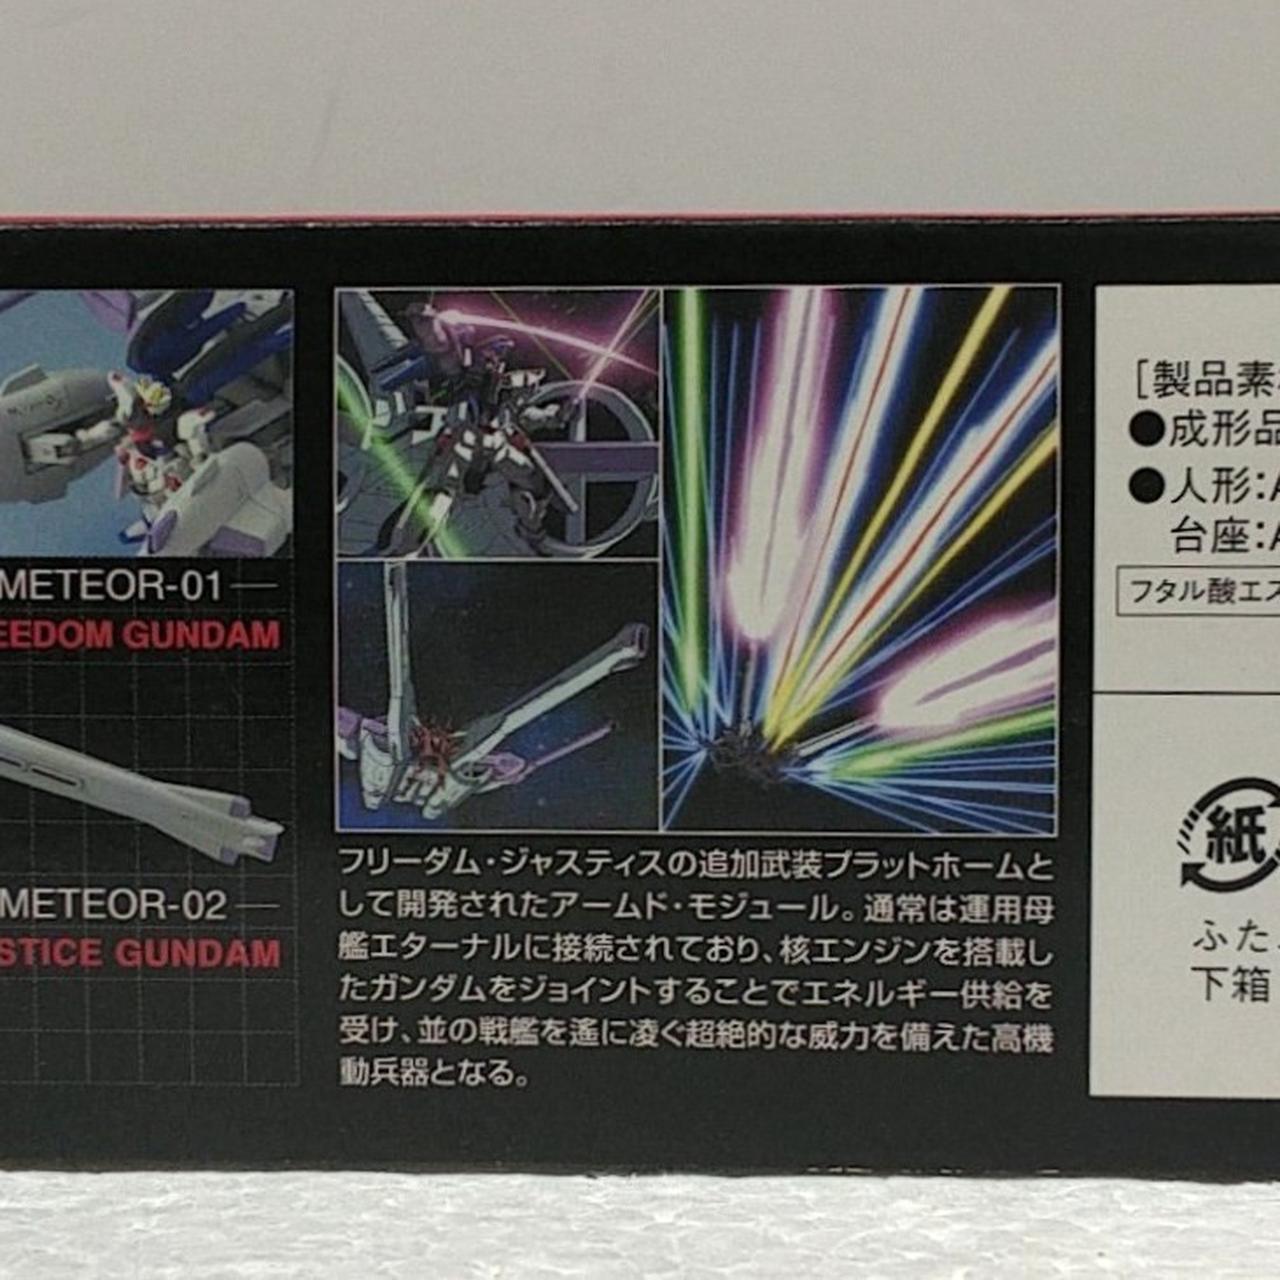 METEOR-01
EEDOM GUNDAM
METEOR-02
STICE GUNDAM
フリーダム・ジャスティスの追加武装プラットホームと
して開発されたアームド・モジュール。通常は運用母
艦エターナルに接続されており、核エンジンを搭載し
たガンダムをジョイントすることでエネルギー供給を
受け、並の戦艦を遙に凌ぐ超絶的な威力を備えた高機
動兵器となる。
[製品素
●成形品
●人形:A
台座:A
フタル酸エス
紙
ふた
下箱